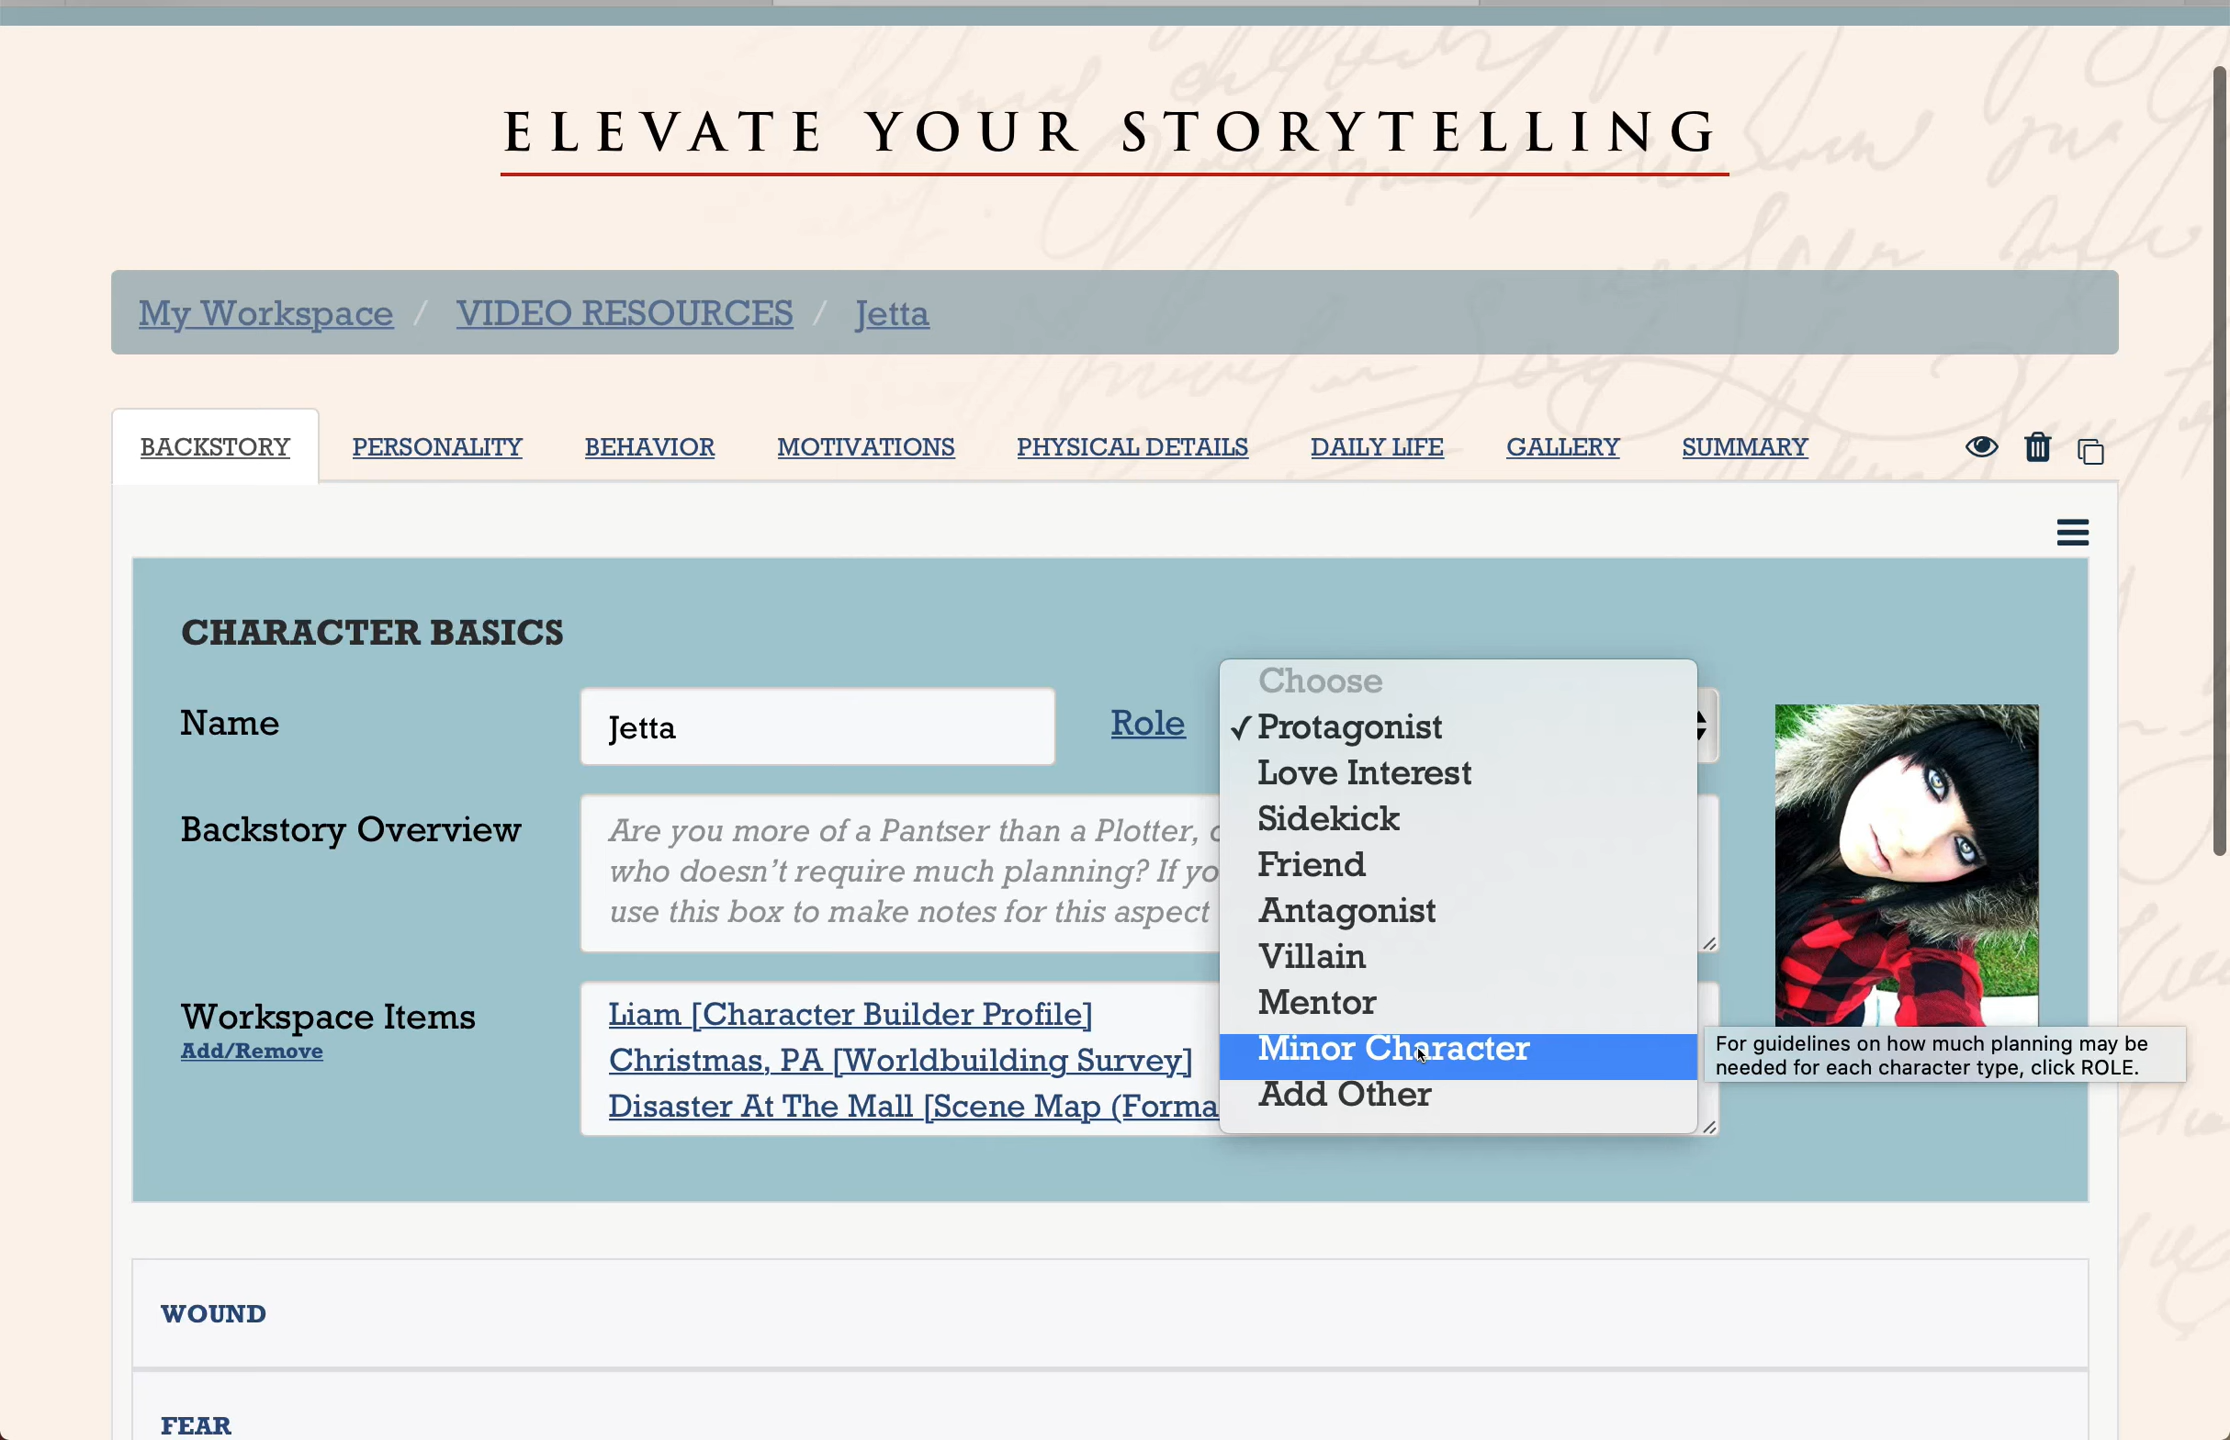 ELEVATE YOUR STORYTELLING
My Workspace / VIDEO RESOURCES / Jetta
BACKSTORY PERSONALITY BEHAVIOR MOTIVATIONS PHYSICAL DETAILS DAILY LIFE GALLERY SUMMARY
CHARACTER BASICS
Name
Jetta
Role
Choose
✓ Protagonist
Love Interest
Sidekick
Friend
Antagonist
Villain
Mentor
Minor Character
Add Other
For guidelines on how much planning may be
needed for each character type, click ROLE.
Backstory Overview
Are you more of a Pantser than a Plotter,
who doesn't require much planning? If
use this box to make notes for this aspect
Workspace Items
Add/Remove
Liam [Character Builder Profile]
Christmas, PA [Worldbuilding Survey]
Disaster At The Mall [Scene Map (Forma
WOUND
FEAR